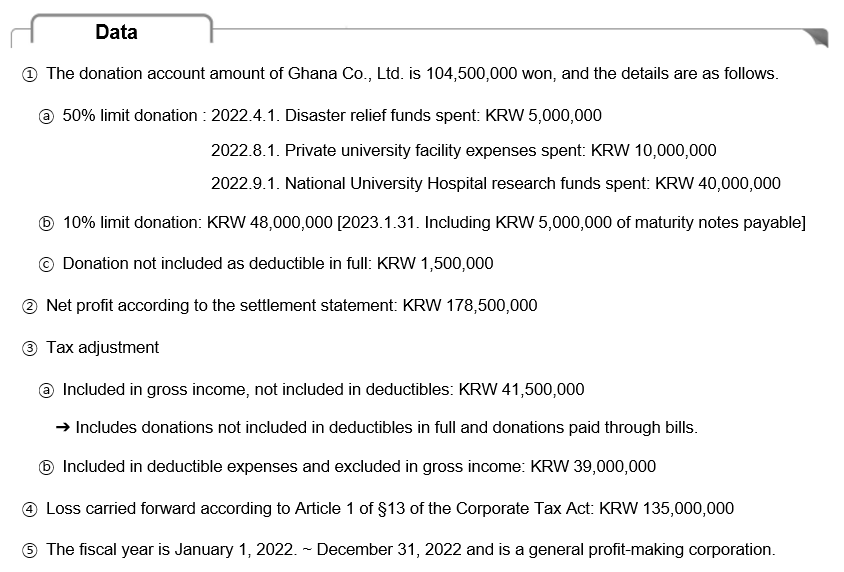 Data
① The donation account amount of Ghana Co., Ltd. is 104,500,000 won, and the details are as follows.
ⓐ 50% limit donation : 2022.4.1. Disaster relief funds spent: KRW 5,000,000
2022.8.1. Private university facility expenses spent: KRW 10,000,000
2022.9.1. National University Hospital research funds spent: KRW 40,000,000
ⓑ 10% limit donation: KRW 48,000,000 [2023.1.31. Including KRW 5,000,000 of maturity notes payable]
ⓒ Donation not included as deductible in full: KRW 1,500,000
② Net profit according to the settlement statement: KRW 178,500,000
③ Tax adjustment
ⓐ Included in gross income, not included in deductibles: KRW 41,500,000
➔ Includes donations not included in deductibles in full and donations paid through bills.
ⓑ Included in deductible expenses and excluded in gross income: KRW 39,000,000
④ Loss carried forward according to Article 1 of §13 of the Corporate Tax Act: KRW 135,000,000
⑤ The fiscal year is January 1, 2022. ~ December 31, 2022 and is a general profit-making corporation.